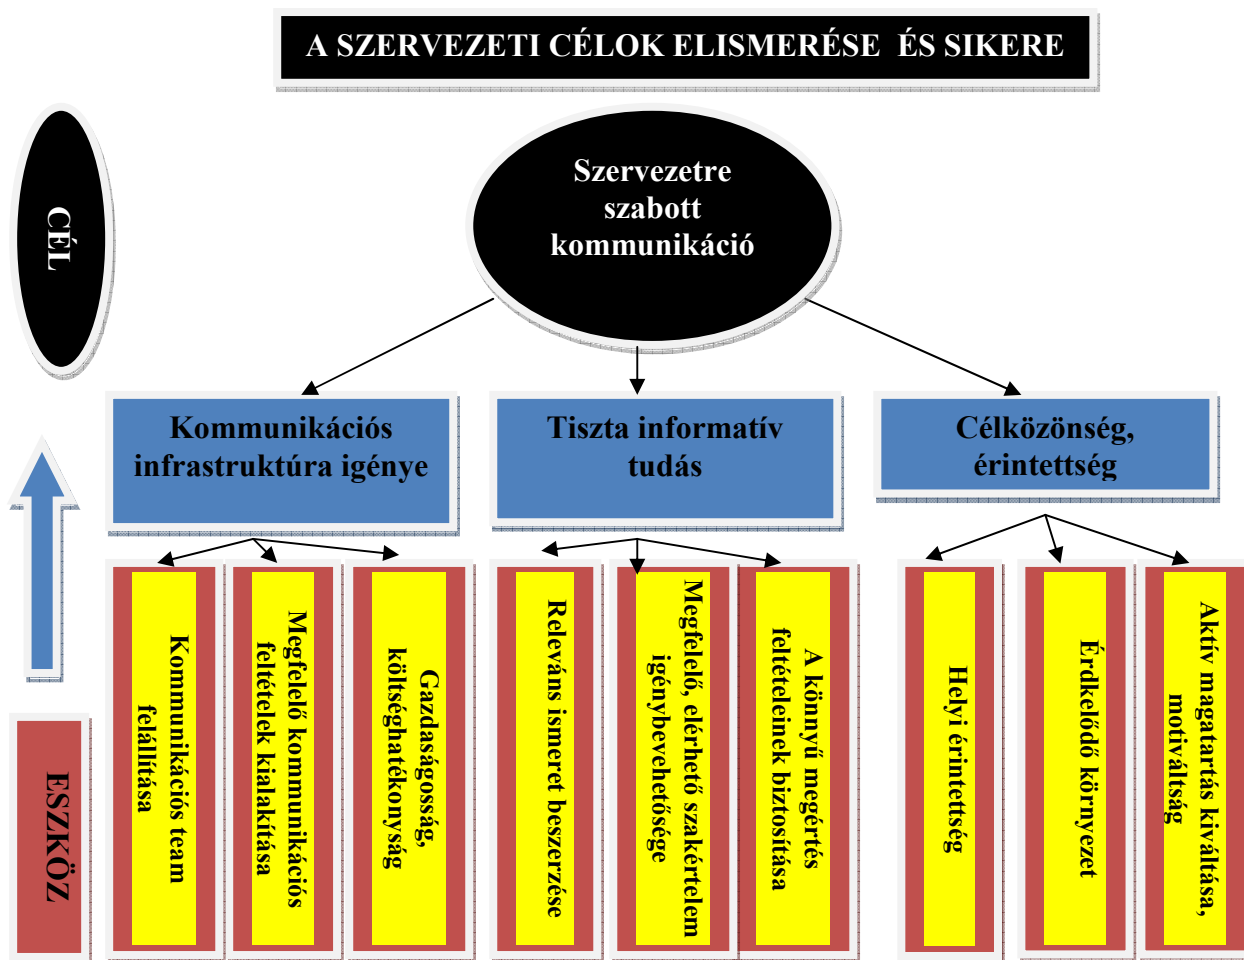 A SZERVEZETI CÉLOK ELISMERÉSE ÉS SIKERE
Szervezetre
szabott
kommunikáció
CÉL
Kommunikációs
infrastruktúra igénye
Tiszta informatív
tudás
Célközönség,
érintettség
ESZKÖZ
Kommunikációs team
felállítása
Megfelelő kommunikációs
feltételek kialakítása
Gazdaságosság,
költséghatékonyság
Releváns ismeret beszerzése
Megfelelő, elérhető szakértelem
igénybevehetősége
A könnyű megértés
feltételeinek biztosítása
Helyi érintettség
Érdkelődő környezet
Aktív magatartás kiváltása,
motiváltság